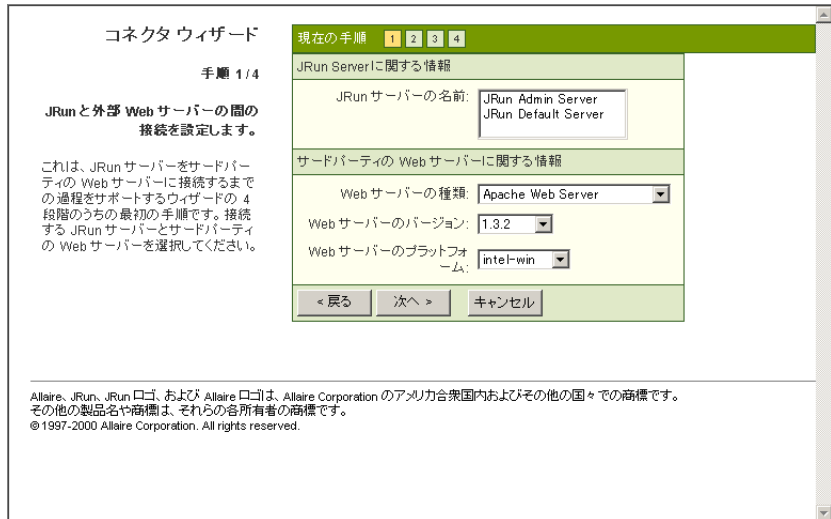 コネクタ ウィザード
手順 1/4
JRunと外部 Web サーバーの間の
接続を設定します。
これは、JRun サーバーをサードパー
ティの Web サーバーに接続するまで
の過程をサポートするウィザードの 4
段階のうちの最初の手順です。接続
する JRun サーバーとサードパーティ
の Web サーバーを選択してください。
現在の手順 1 2 3 4
JRun Serverに関する情報
JRun サーバーの名前: JRun Admin Server
JRun Default Server
サードパーティの Web サーバーに関する情報
Web サーバーの種類: Apache Web Server
Web サーバーのバージョン: 1.3.2
Web サーバーのプラットフォ
ーム: intel-win
« 戻る 次へ » キャンセル
Allaire、JRun、JRun ロゴ、および Allaire ロゴは、Allaire Corporation のアメリカ合衆国内およびその他の国々での商標です。
その他の製品名や商標は、それらの各所有者の商標です。
© 1997-2000 Allaire Corporation. All rights reserved.